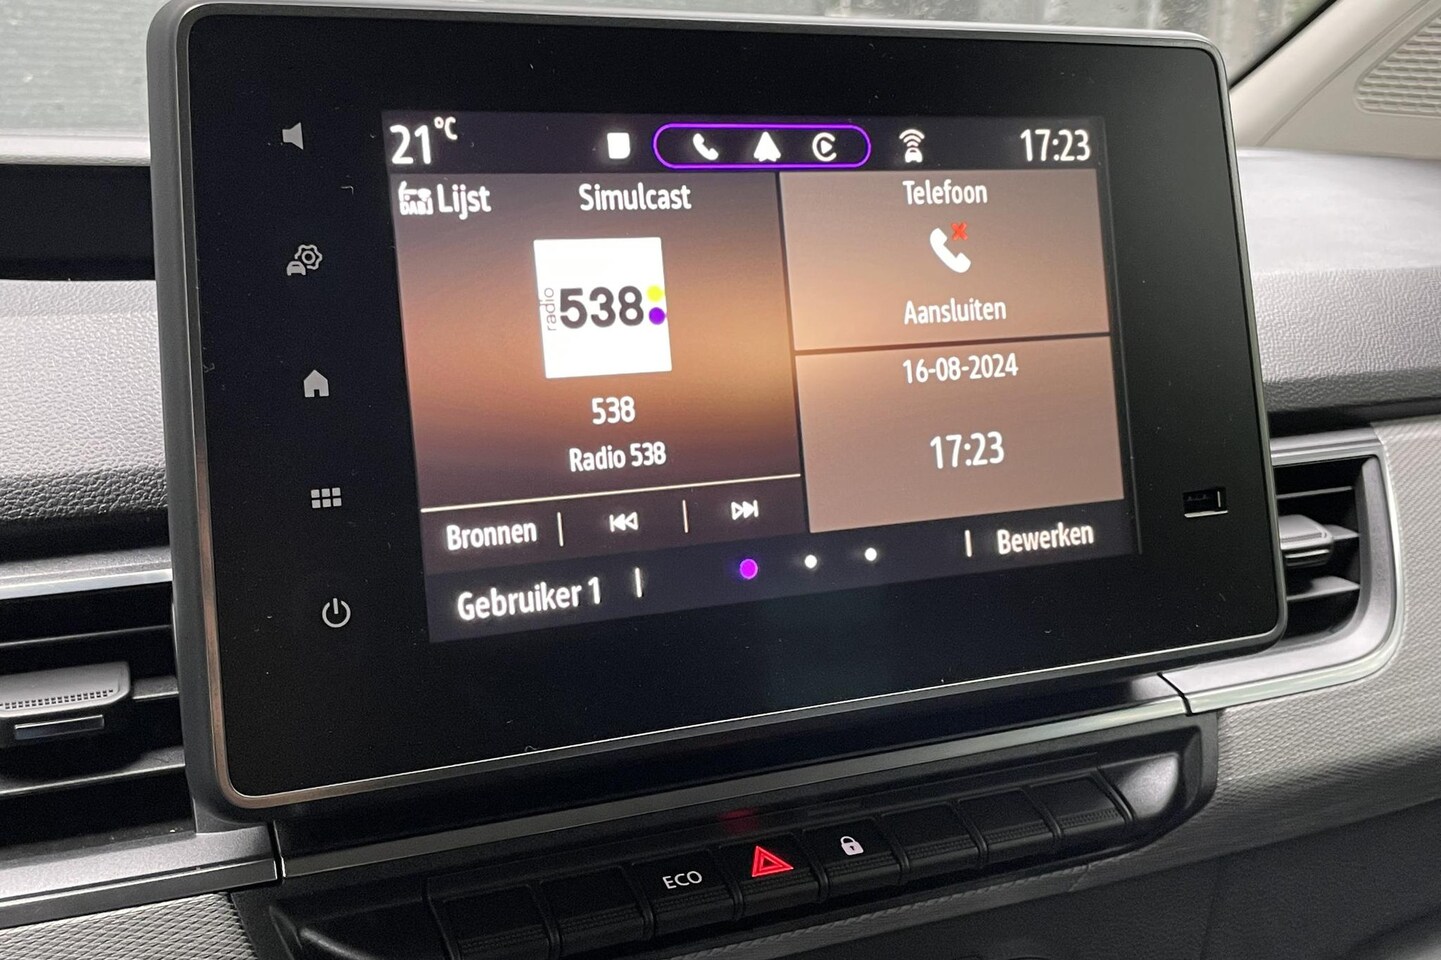 21°C
17:23
DAB Lijst
Simulcast
Telefoon
radio
538
Aansluiten
16-08-2024
538
17:23
Radio 538
Bronnen
Bewerken
Gebruiker 1
ECO